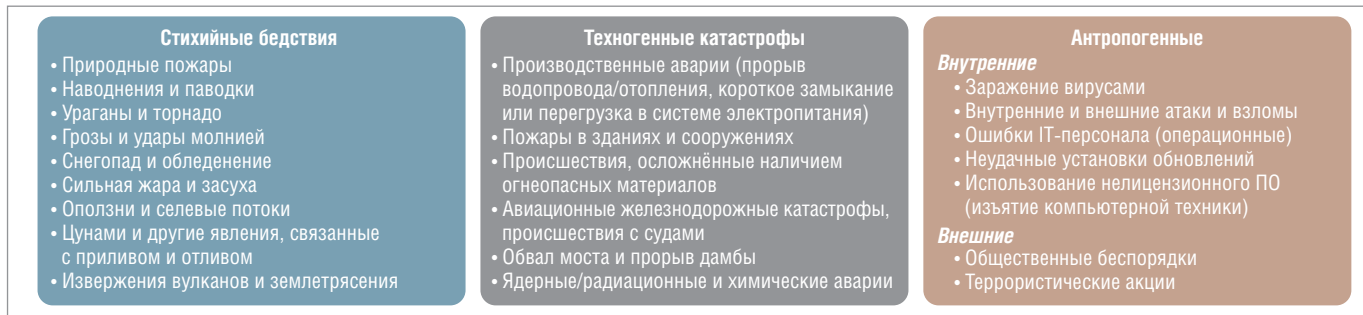 Стихийные бедствия
• Природные пожары
• Наводнения и паводки
• Ураганы и торнадо
• Грозы и удары молнией
• Снегопад и обледенение
• Сильная жара и засуха
• Оползни и селевые потоки
• Цунами и другие явления, связанные
с приливом и отливом
• Извержения вулканов и землетрясения
Техногенные катастрофы
• Производственные аварии (прорыв
водопровода/отопления, короткое замыкание
или перегрузка в системе электропитания)
• Пожары в зданиях и сооружениях
• Происшествия, осложнённые наличием
огнеопасных материалов
• Авиационные железнодорожные катастрофы,
происшествия с судами
• Обвал моста и прорыв дамбы
• Ядерные/радиационные и химические аварии
Антропогенные
Внутренние
• Заражение вирусами
• Внутренние и внешние атаки и взломы
• Ошибки IT-персонала (операционные)
• Неудачные установки обновлений
• Использование нелицензионного ПО
(изъятие компьютерной техники)
Внешние
• Общественные беспорядки
• Террористические акции